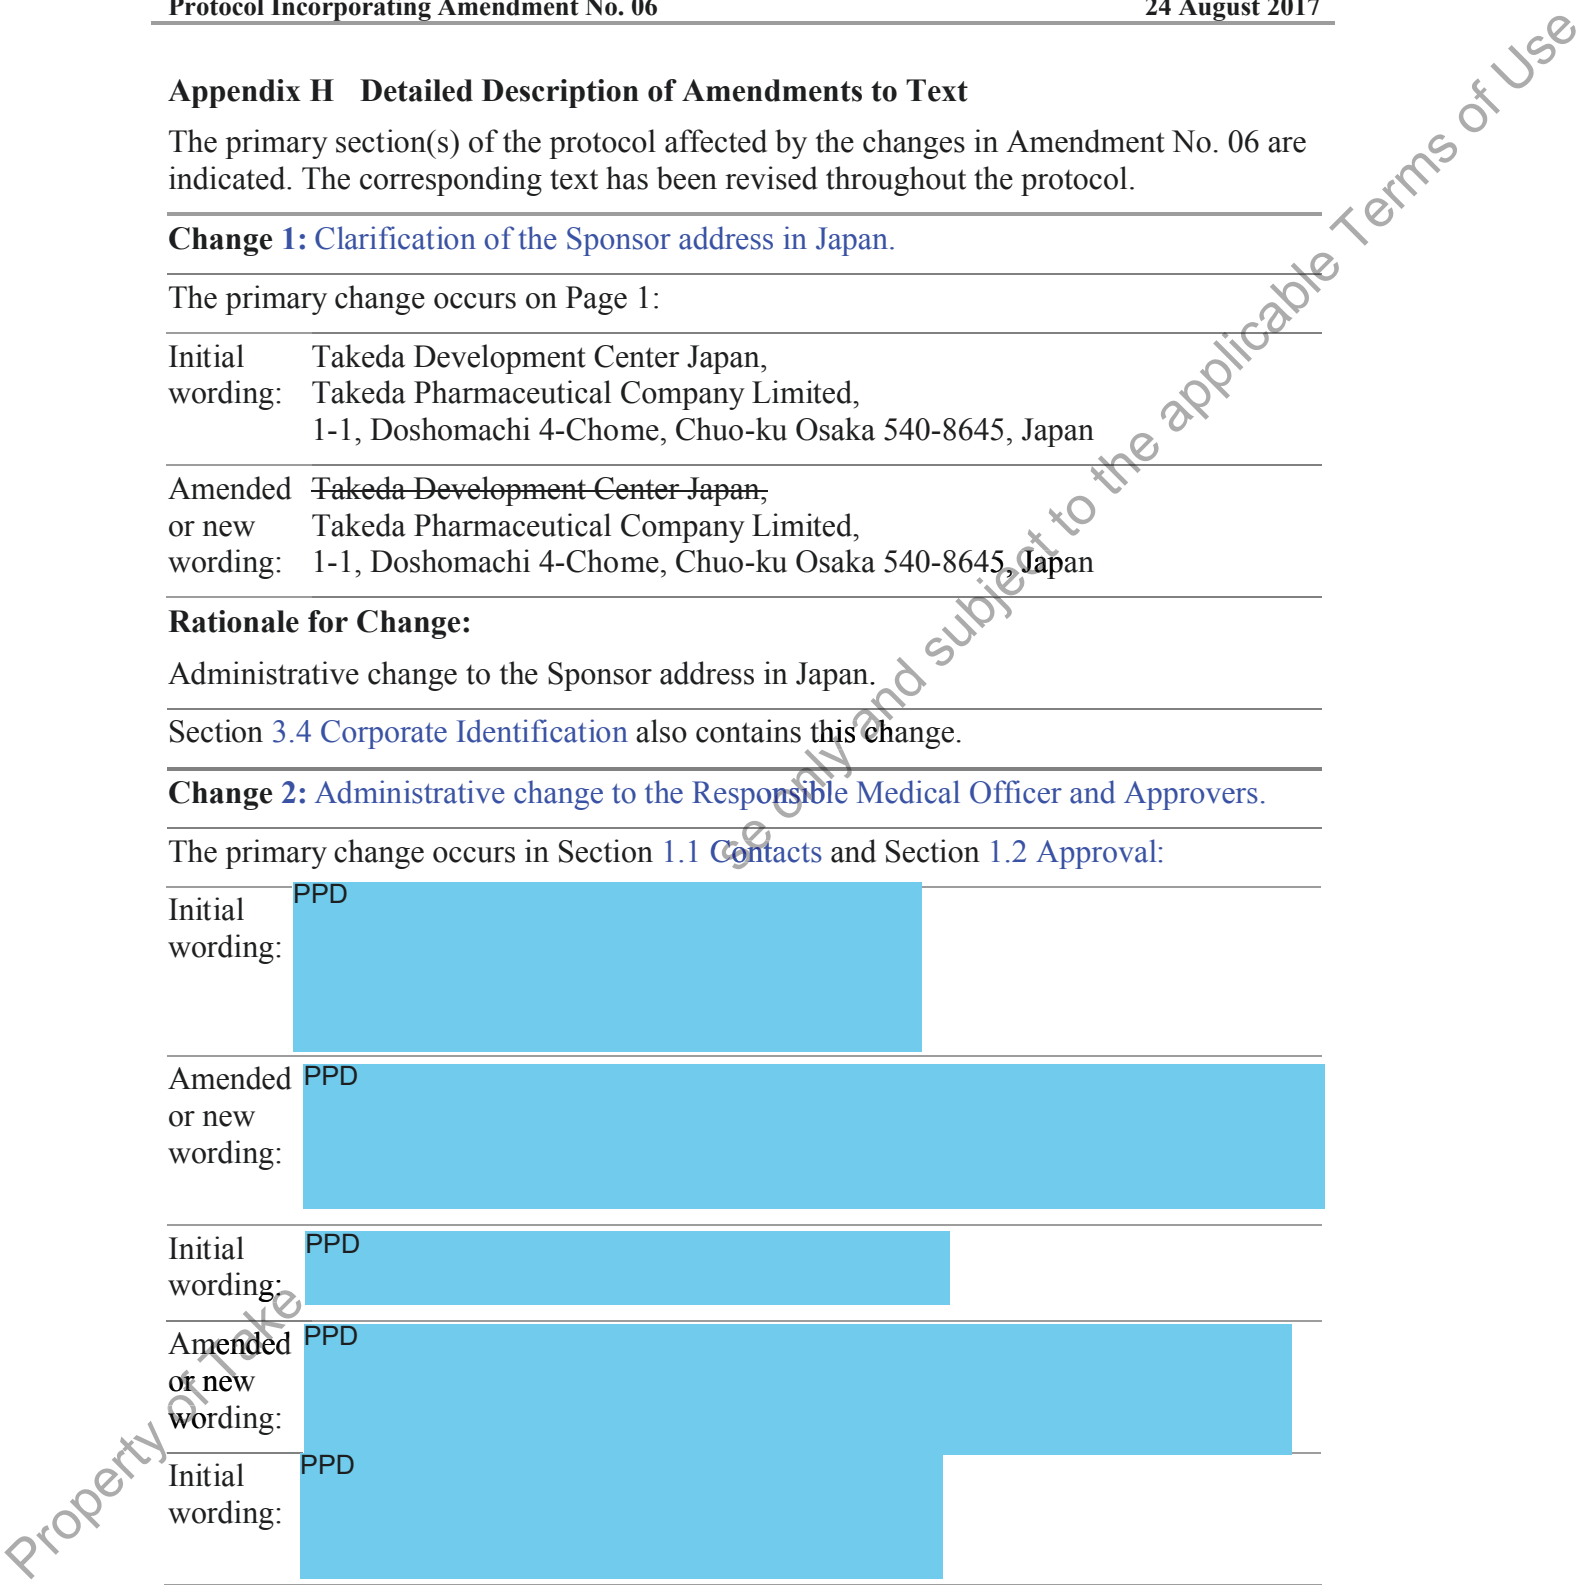 Protocol Incorporating Amendment No. 06 24 August 2017
Appendix H Detailed Description of Amendments to Text
The primary section(s) of the protocol affected by the changes in Amendment No. 06 are
indicated. The corresponding text has been revised throughout the protocol.
Change 1: Clarification of the Sponsor address in Japan.
The primary change occurs on Page 1:
Initial Takeda Development Center Japan,
wording: Takeda Pharmaceutical Company Limited,
1-1, Doshomachi 4-Chome, Chuo-ku Osaka 540-8645, Japan
Amended Takeda Development Center Japan,
or new Takeda Pharmaceutical Company Limited,
wording: 1-1, Doshomachi 4-Chome, Chuo-ku Osaka 540-8645, Japan
Rationale for Change:
Administrative change to the Sponsor address in Japan.
Section 3.4 Corporate Identification also contains this change.
Change 2: Administrative change to the Responsible Medical Officer and Approvers.
The primary change occurs in Section 1.1 Contacts and Section 1.2 Approval:
Initial PPD
wording:
Amended PPD
or new
wording:
Initial PPD
wording:
Amended PPD
or new
wording:
Initial PPD
wording:
Property of Take
se only and subject to the applicable Terms of Use